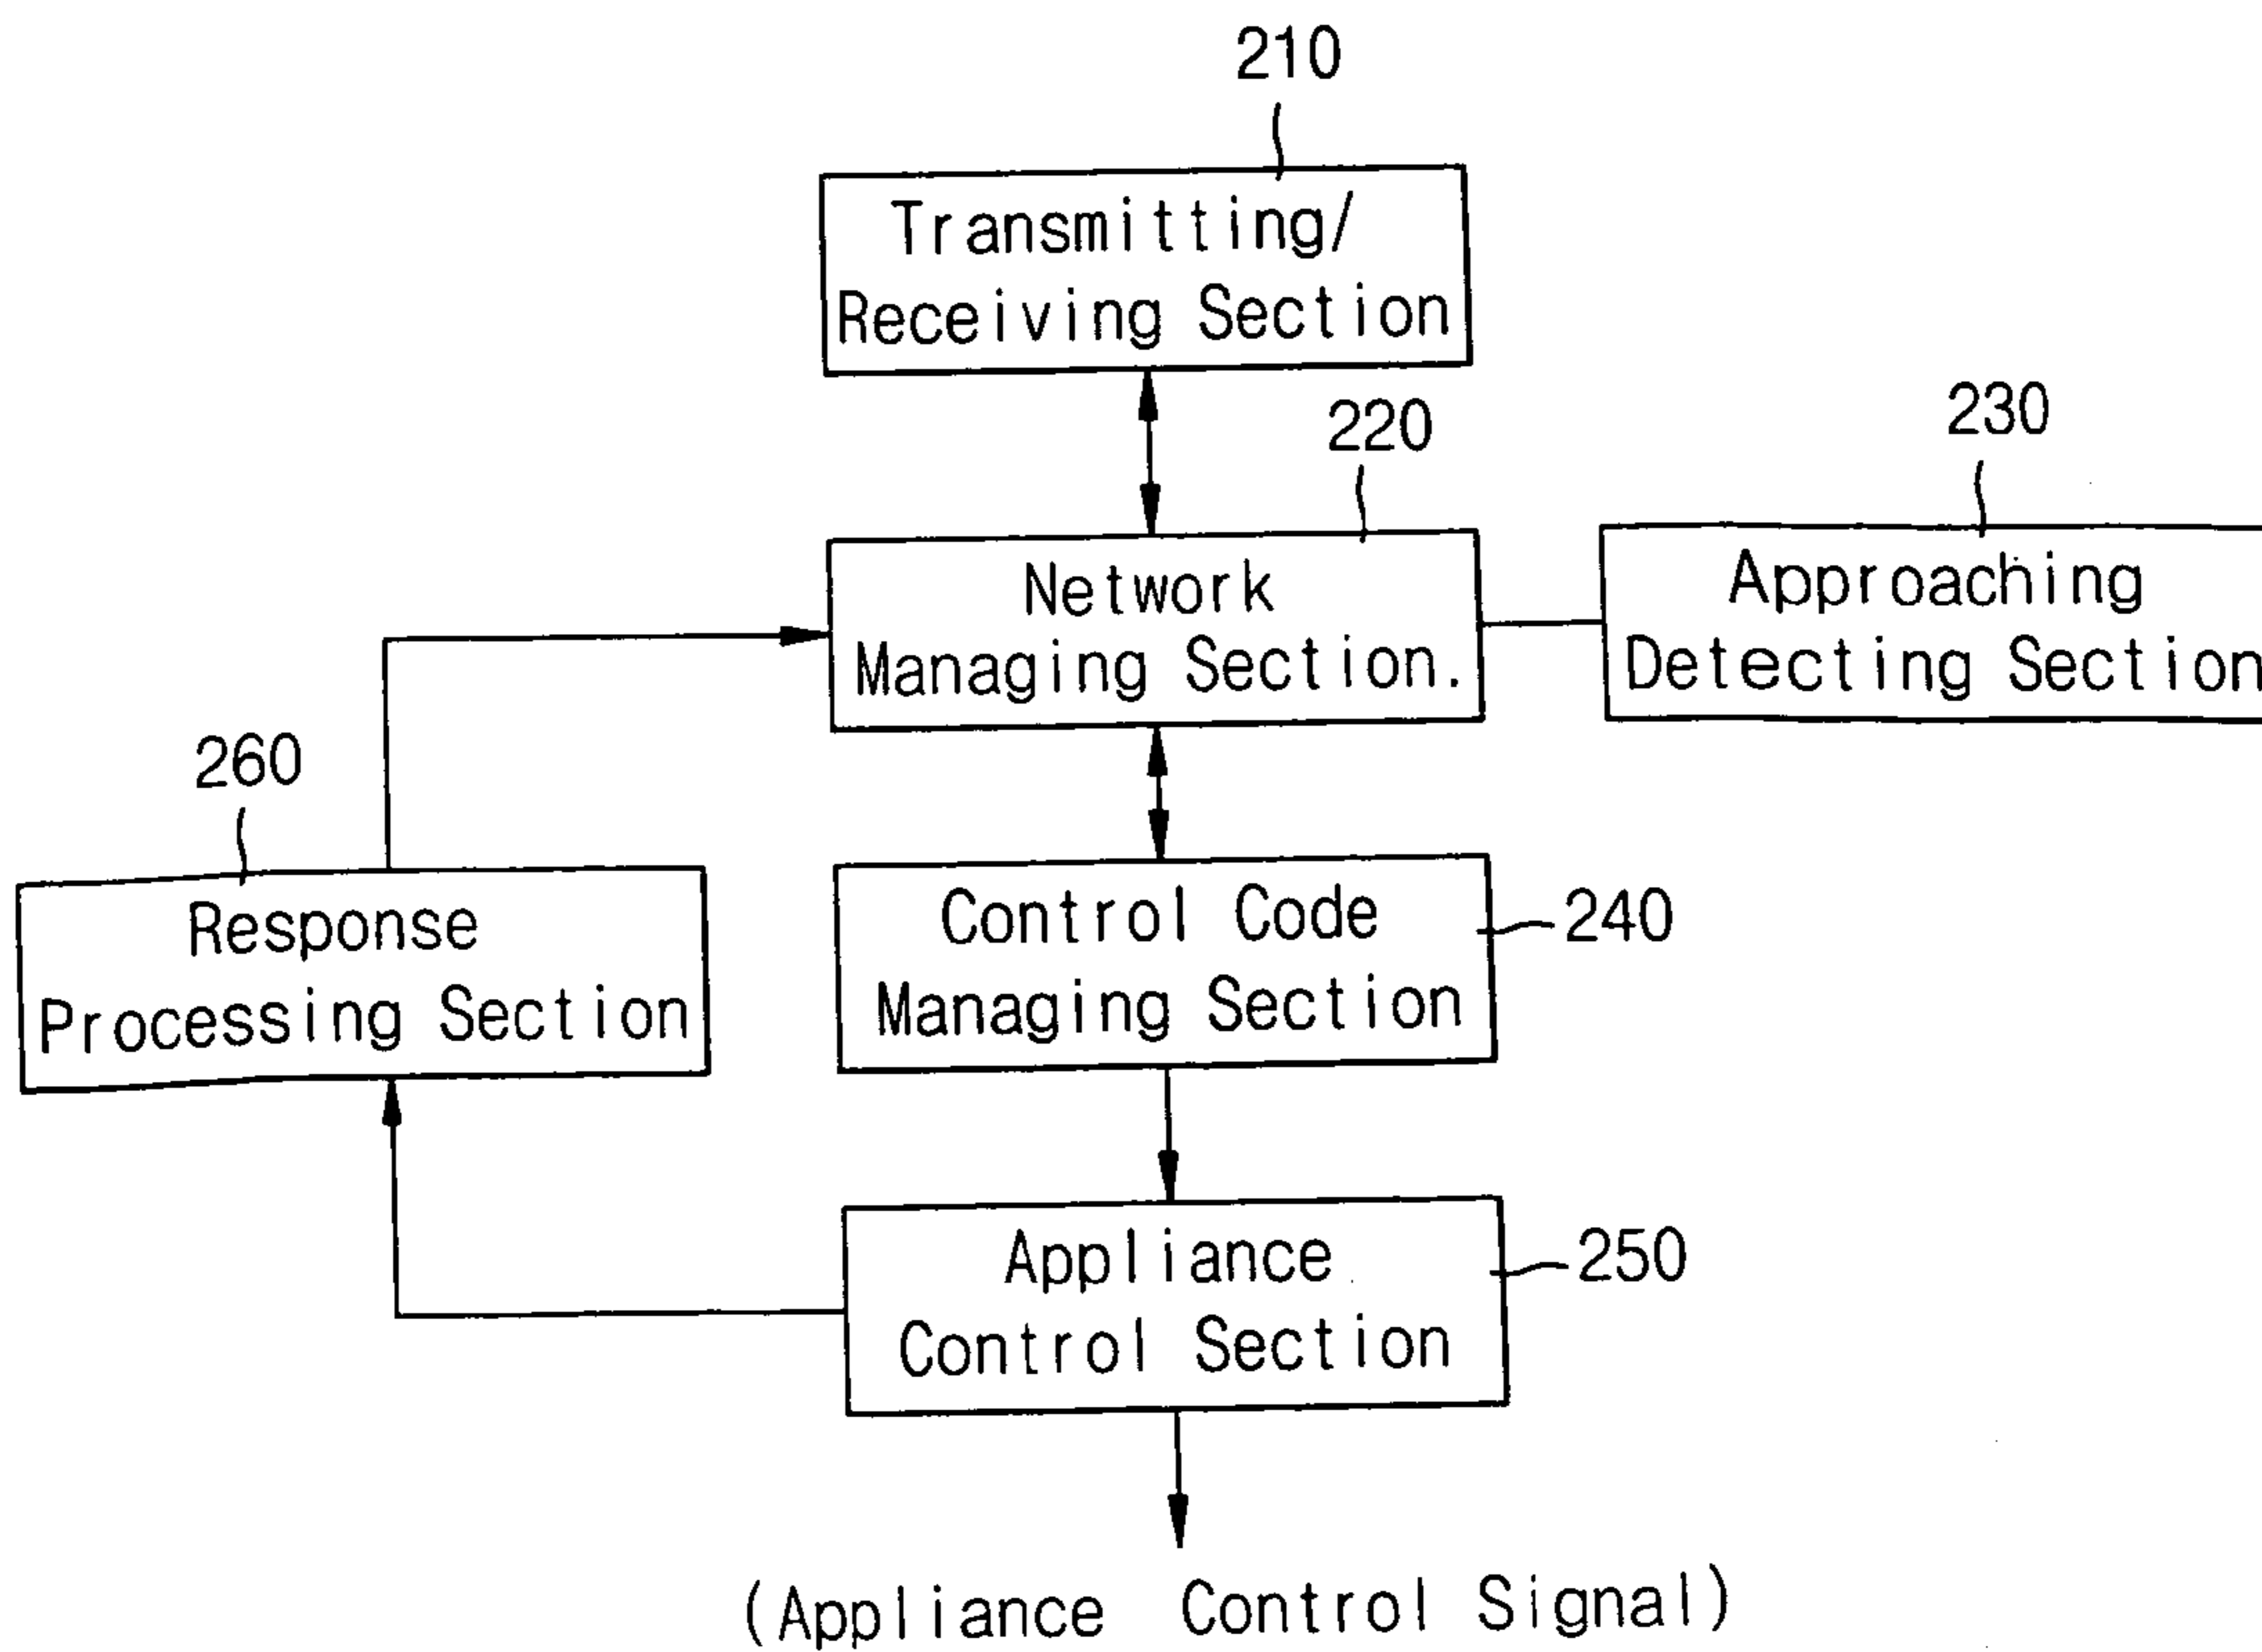 210
Transmitting/
Receiving Section
220
230
Network
Managing Section.
Approaching
Detecting Section
260
Response
Processing Section
Control Code
Managing Section
240
Appliance
Control Section
250
(Appliance Control Signal)